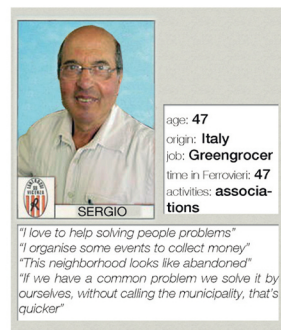 age: 47
origin: Italy
job: Greengrocer
time in Ferrovieri: 47
activities: associa-
tions
SERGIO
"I love to help solving people problems"
"I organise some events to collect money"
"This neighborhood looks like abandoned"
"If we have a common problem we solve it by
ourselves, without calling the municipality, that's
quicker"